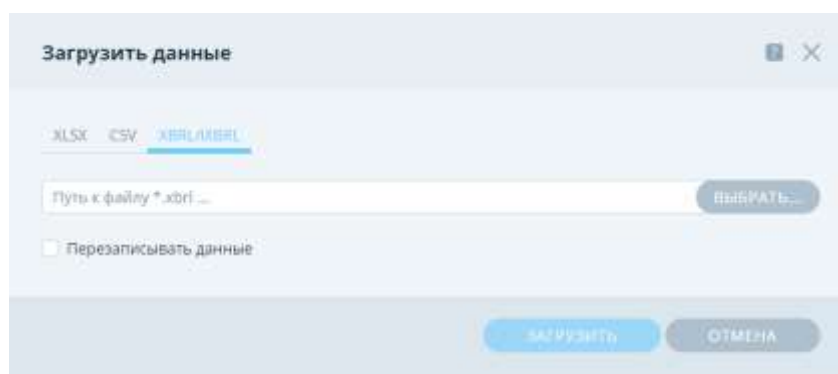 Загрузить данные
XLSX CSV XBRL/iXBRL
Путь к файлу *.xbrl ...
ВЫБРАТЬ...
Перезаписывать данные
ЗАГРУЗИТЬ ОТМЕНА